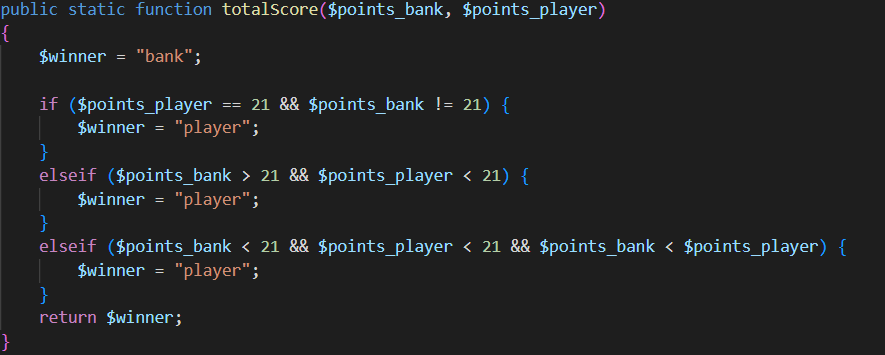 public static function totalScore($points_bank, $points_player)
{
    $winner = "bank";

    if ($points_player == 21 && $points_bank != 21) {
        $winner = "player";
    }
    elseif ($points_bank > 21 && $points_player < 21) {
        $winner = "player";
    }
    elseif ($points_bank < 21 && $points_player < 21 && $points_bank < $points_player) {
        $winner = "player";
    }
    return $winner;
}